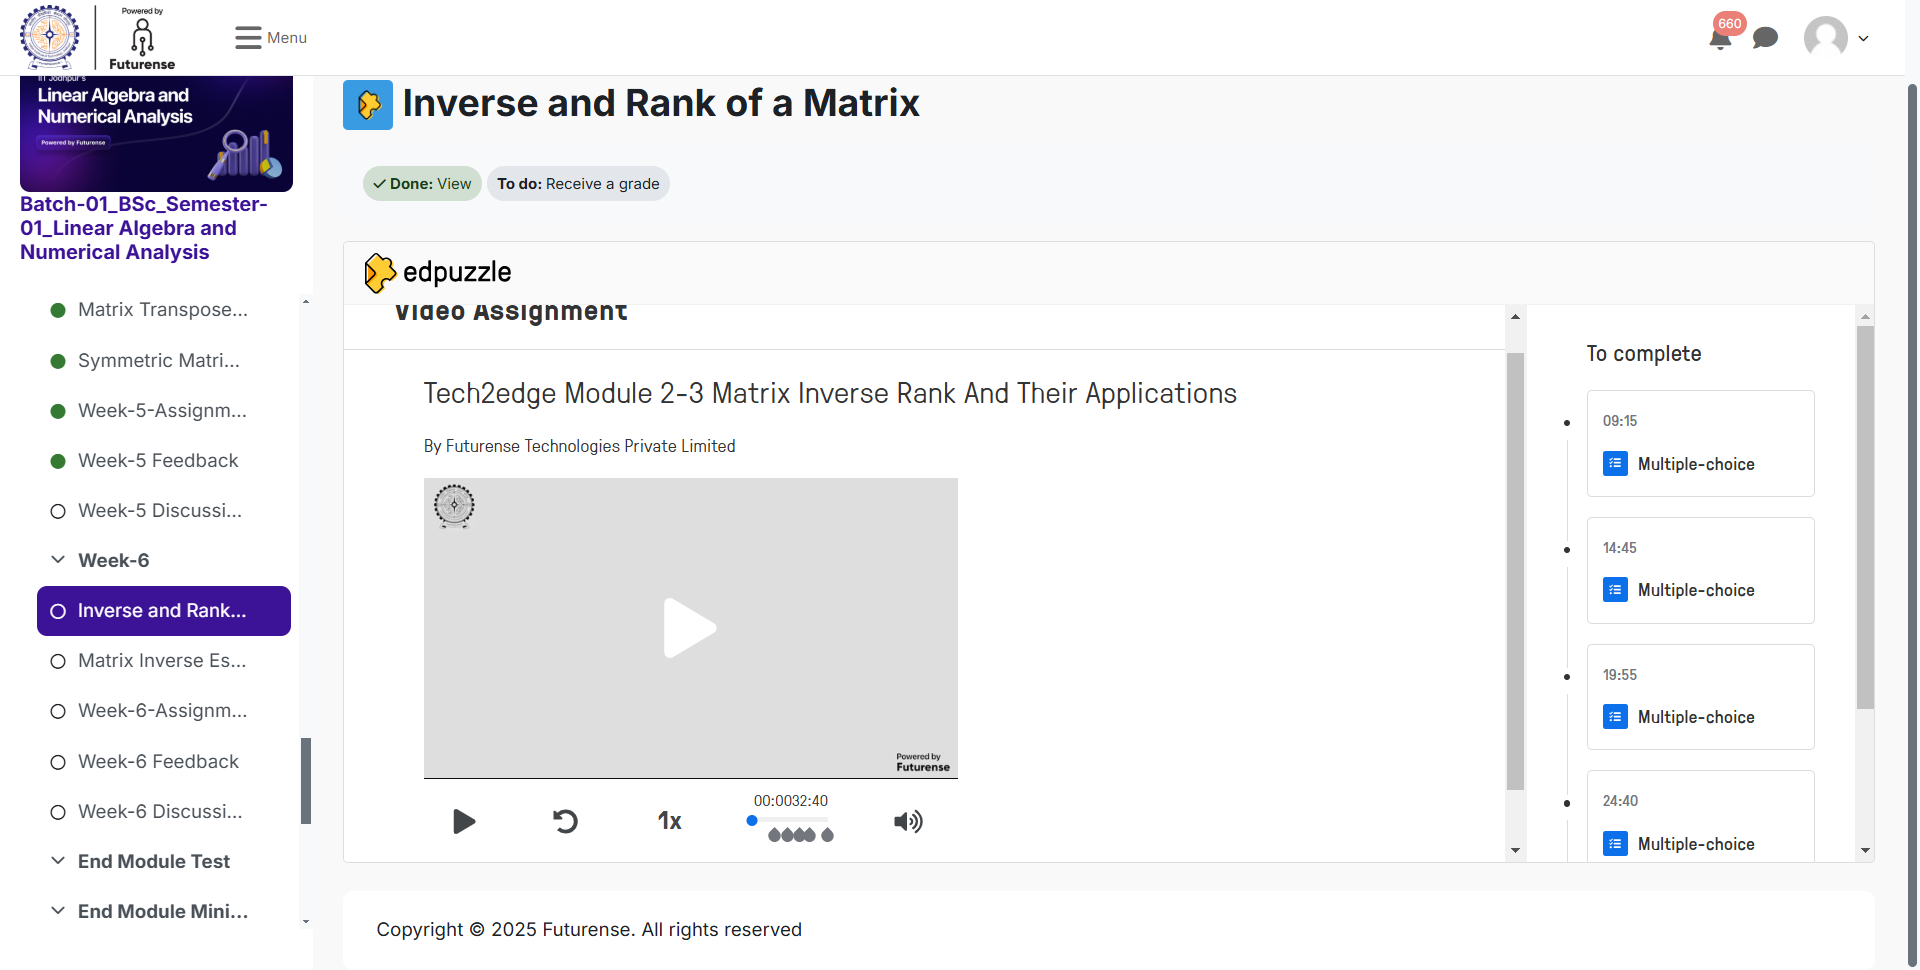 Powered by
Futurense
Menu
660
IIT Jodhpur's
Linear Algebra and
Numerical Analysis
Powered by Futurense
Batch-01_BSc_Semester-
01_Linear Algebra and
Numerical Analysis
Matrix Transpose...
Symmetric Matri...
Week-5-Assignm...
Week-5 Feedback
Week-5 Discussi...
Week-6
Inverse and Rank...
Matrix Inverse Es...
Week-6-Assignm...
Week-6 Feedback
Week-6 Discussi...
End Module Test
End Module Mini...
Inverse and Rank of a Matrix
Done: View
To do: Receive a grade
edpuzzle
Video Assignment
Tech2edge Module 2-3 Matrix Inverse Rank And Their Applications
By Futurense Technologies Private Limited
Powered by
Futurense
1x
00:0032:40
To complete
09:15
Multiple-choice
14:45
Multiple-choice
19:55
Multiple-choice
24:40
Multiple-choice
Copyright © 2025 Futurense. All rights reserved